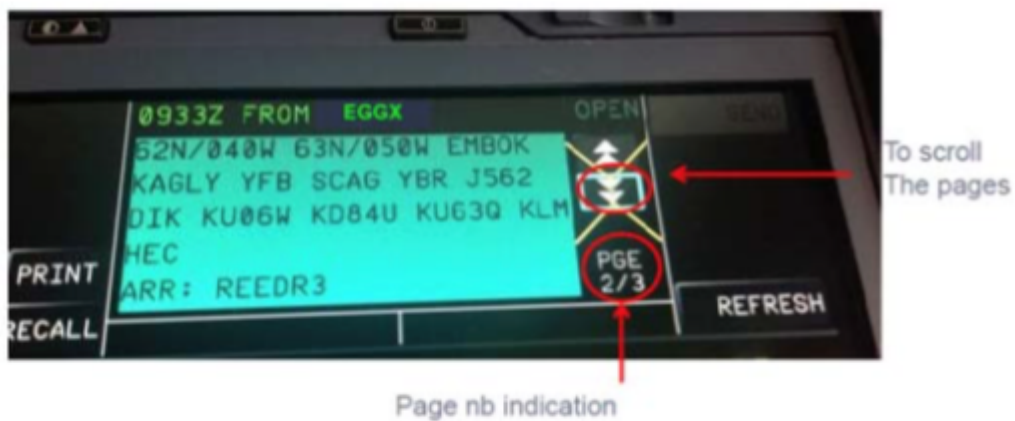 0933Z FROM EGGX
OPEN
SEND
62N/040W 63N/050W EMBOK
KAGLY YFB SCAG YBR J562
DIK KU06W KD84U KU63Q KLM
HEC
ARR: REEDR3
PGE
2/3
PRINT
RECALL
REFRESH
To scroll
The pages
Page nb indication